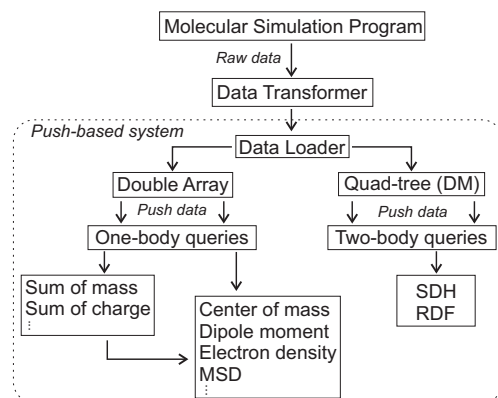 Molecular Simulation Program
Raw data
Data Transformer
Push-based system
Data Loader
Double Array
Quad-tree (DM)
Push data
Push data
One-body queries
Two-body queries
Sum of mass
Sum of charge
⋮
Center of mass
Dipole moment
Electron density
MSD
⋮
SDH
RDF